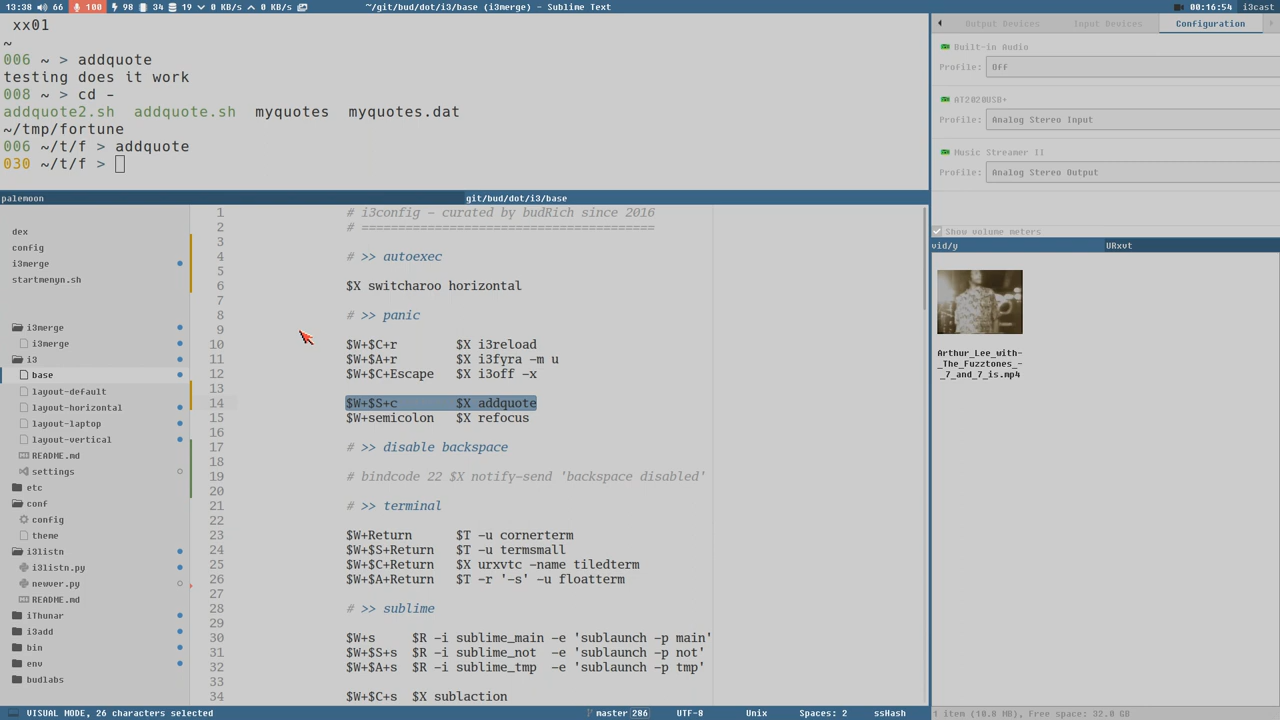 13:38 66 100 98 34 19 0 KB/s 0 KB/s ~/git/bud/dot/i3/base (i3merge) - Sublime Text 00:16:54 i3cast
xx01
~
006 ~ > addquote
testing does it work
008 ~ > cd -
addquote2.sh addquote.sh myquotes myquotes.dat
~/tmp/fortune
006 ~/t/f > addquote
030 ~/t/f >
Output Devices Input Devices Configuration
Built-in Audio
Profile: Off
AT2020USB+
Profile: Analog Stereo Input
Music Streamer II
Profile: Analog Stereo Output
Show volume meters
palemoon git/bud/dot/i3/base
dex
config
i3merge
startmenyn.sh
i3merge
i3merge
i3
base
layout-default
layout-horizontal
layout-laptop
layout-vertical
README.md
settings
etc
conf
config
theme
i3listn
i3listn.py
newver.py
README.md
iThunar
i3add
bin
env
budlabs
1 # i3config - curated by budRich since 2016
2 # ========================================
3
4 # >> autoexec
5
6 $X switcharoo horizontal
7
8 # >> panic
9
10 $W+$C+r $X i3reload
11 $W+$A+r $X i3fyra -m u
12 $W+$C+Escape $X i3off -x
13
14 $W+$S+c $X addquote
15 $W+semicolon $X refocus
16
17 # >> disable backspace
18
19 # bindcode 22 $X notify-send 'backspace disabled'
20
21 # >> terminal
22
23 $W+Return $T -u cornerterm
24 $W+$S+Return $T -u termsmall
25 $W+$C+Return $X urxvtc -name tiledterm
26 $W+$A+Return $T -r '-s' -u floatterm
27
28 # >> sublime
29
30 $W+s $R -i sublime_main -e 'sublaunch -p main'
31 $W+$S+s $R -i sublime_not -e 'sublaunch -p not'
32 $W+$A+s $R -i sublime_tmp -e 'sublaunch -p tmp'
33
34 $W+$C+s $X sublaction
vid/y URxvt
Arthur_Lee_with-
_The_Fuzztones_-
_7_and_7_is.mp4
VISUAL MODE, 26 characters selected master 286 UTF-8 Unix Spaces: 2 ssHash
1 item (10.8 MB), Free space: 32.0 GB